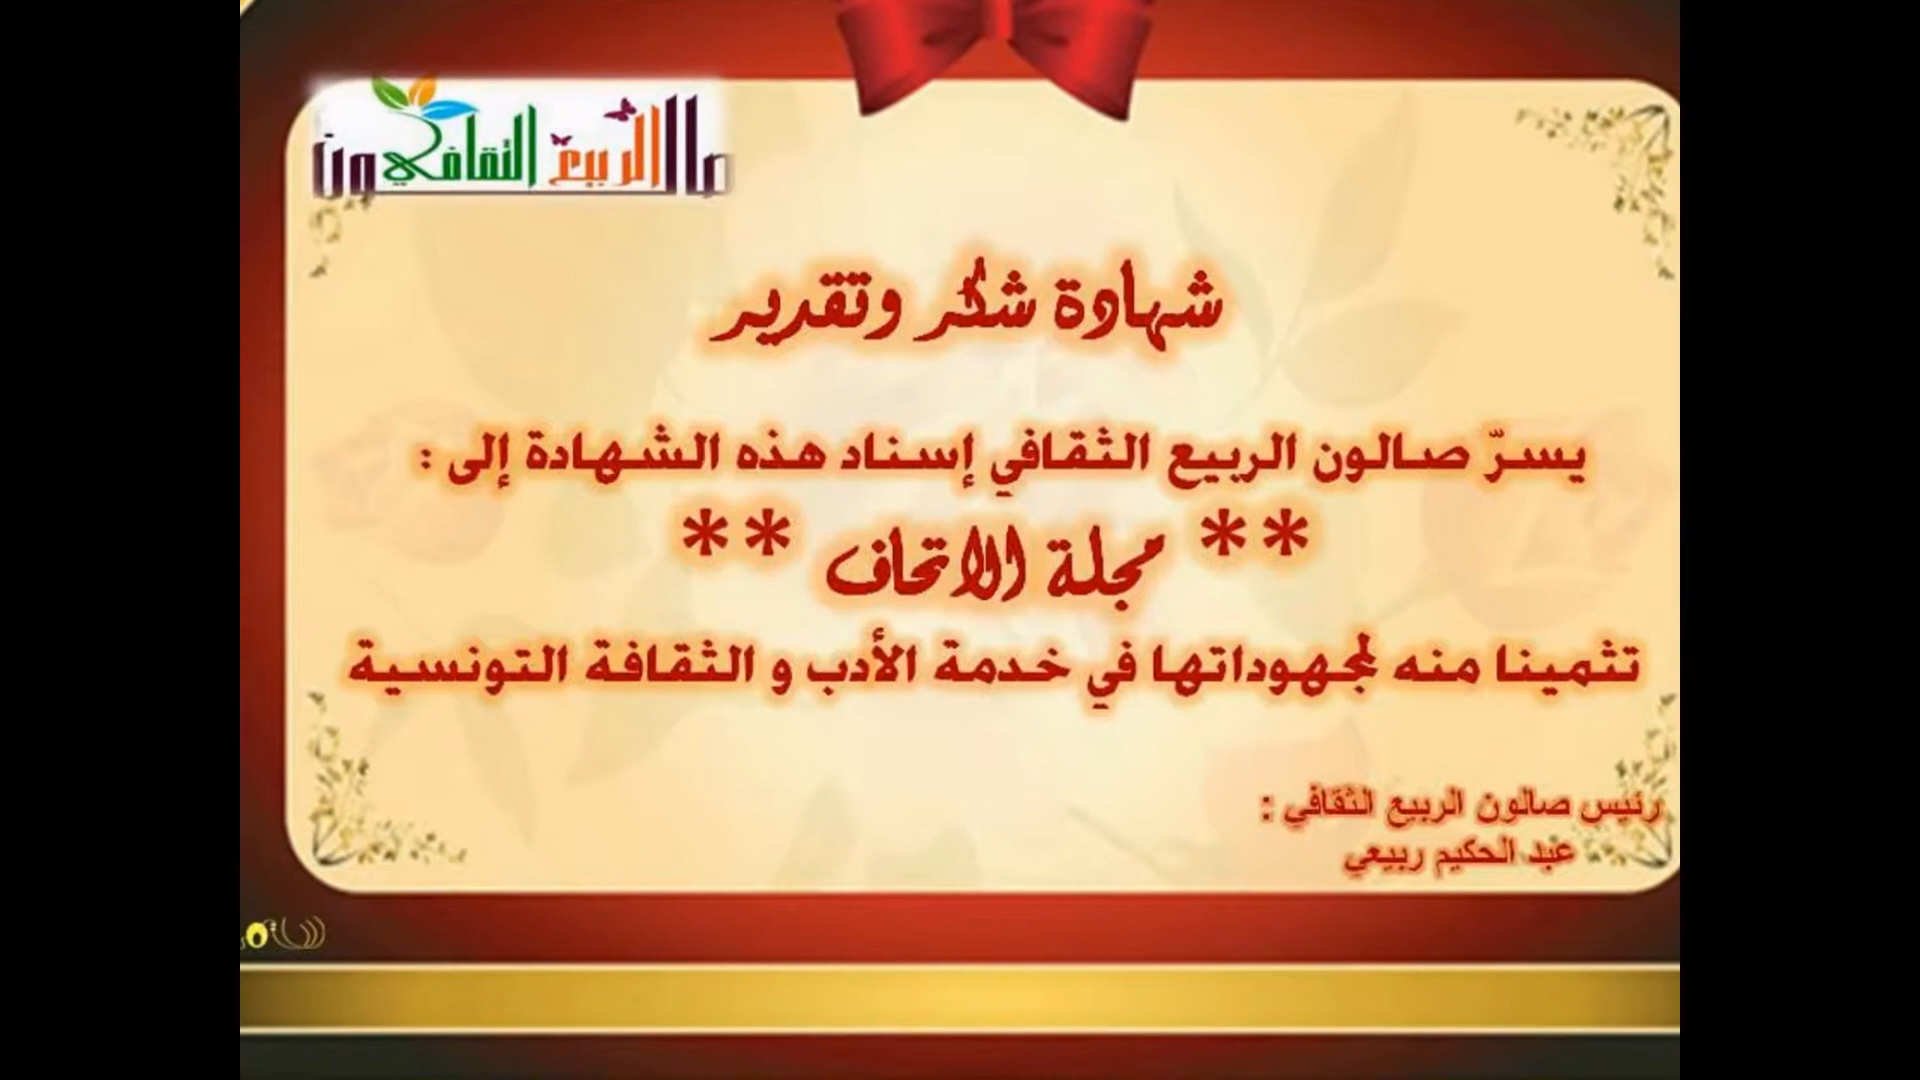 صالون الربيع الثقافي
شهادة شكر وتقدير
يسرّ صالون الربيع الثقافي إسناد هذه الشهادة إلى :
** مجلة الاتحاف **
تثمينا منه لمجهوداتها في خدمة الأدب و الثقافة التونسية
رئيس صالون الربيع الثقافي :
عبد الحكيم ربيعي